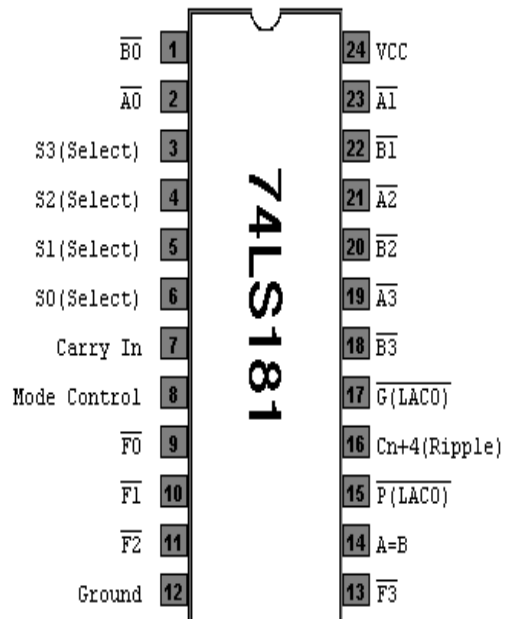 B0 1 24 VCC
A0 2 23 A1
S3(Select) 3 22 B1
S2(Select) 4 21 A2
S1(Select) 5 20 B2
S0(Select) 6 19 A3
Carry In 7 18 B3
Mode Control 8 17 G(LACO)
F0 9 16 Cn+4(Ripple)
F1 10 15 P(LACO)
F2 11 14 A=B
Ground 12 13 F3
74LS181